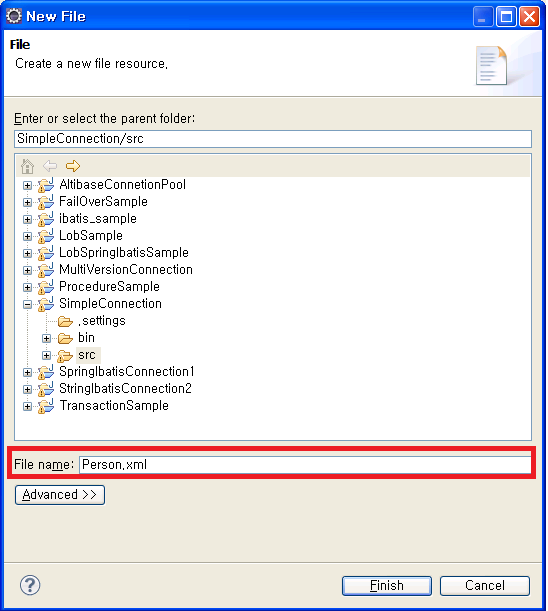 New File
File
Create a new file resource.
Enter or select the parent folder:
SimpleConnection/src
AltibaseConnetionPool
FailOverSample
ibatis_sample
LobSample
LobSpringIbatisSample
MultiVersionConnection
ProcedureSample
SimpleConnection
.settings
bin
src
SpringIbatisConnection1
StringIbatisConnection2
TransactionSample
File name: Person.xml
Advanced >>
? Finish Cancel